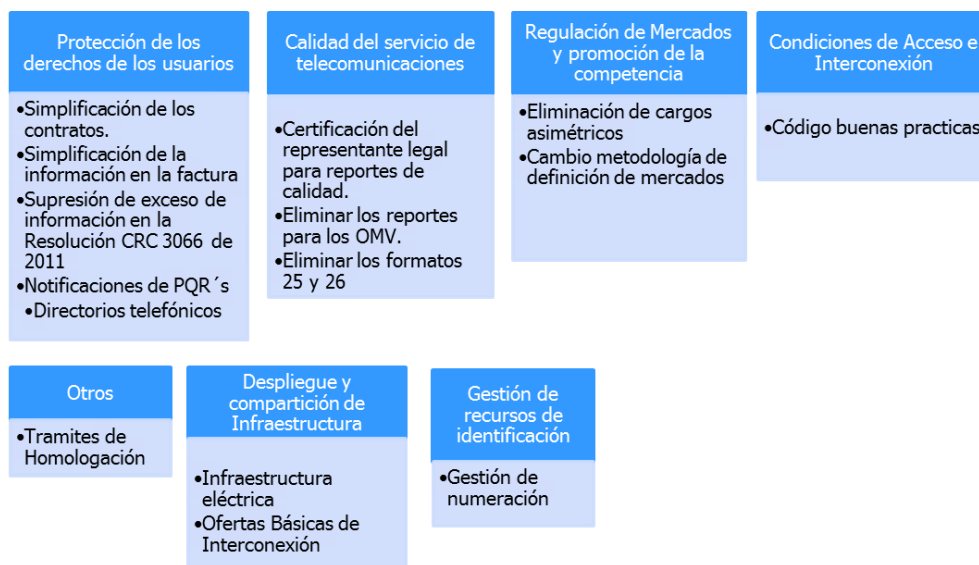 Protección de los
derechos de los usuarios
•Simplificación de los
contratos.
•Simplificación de la
información en la factura
•Supresión de exceso de
información en la
Resolución CRC 3066 de
2011
•Notificaciones de PQR´s
•Directorios telefónicos
Calidad del servicio de
telecomunicaciones
•Certificación del
representante legal
para reportes de
calidad.
•Eliminar los reportes
para los OMV.
•Eliminar los formatos
25 y 26
Regulación de Mercados
y promoción de la
competencia
•Eliminación de cargos
asimétricos
•Cambio metodología de
definición de mercados
Condiciones de Acceso e
Interconexión
•Código buenas practicas
Otros
•Tramites de
Homologación
Despliegue y
compartición de
Infraestructura
•Infraestructura
eléctrica
•Ofertas Básicas de
Interconexión
Gestión de
recursos de
identificación
•Gestión de
numeración